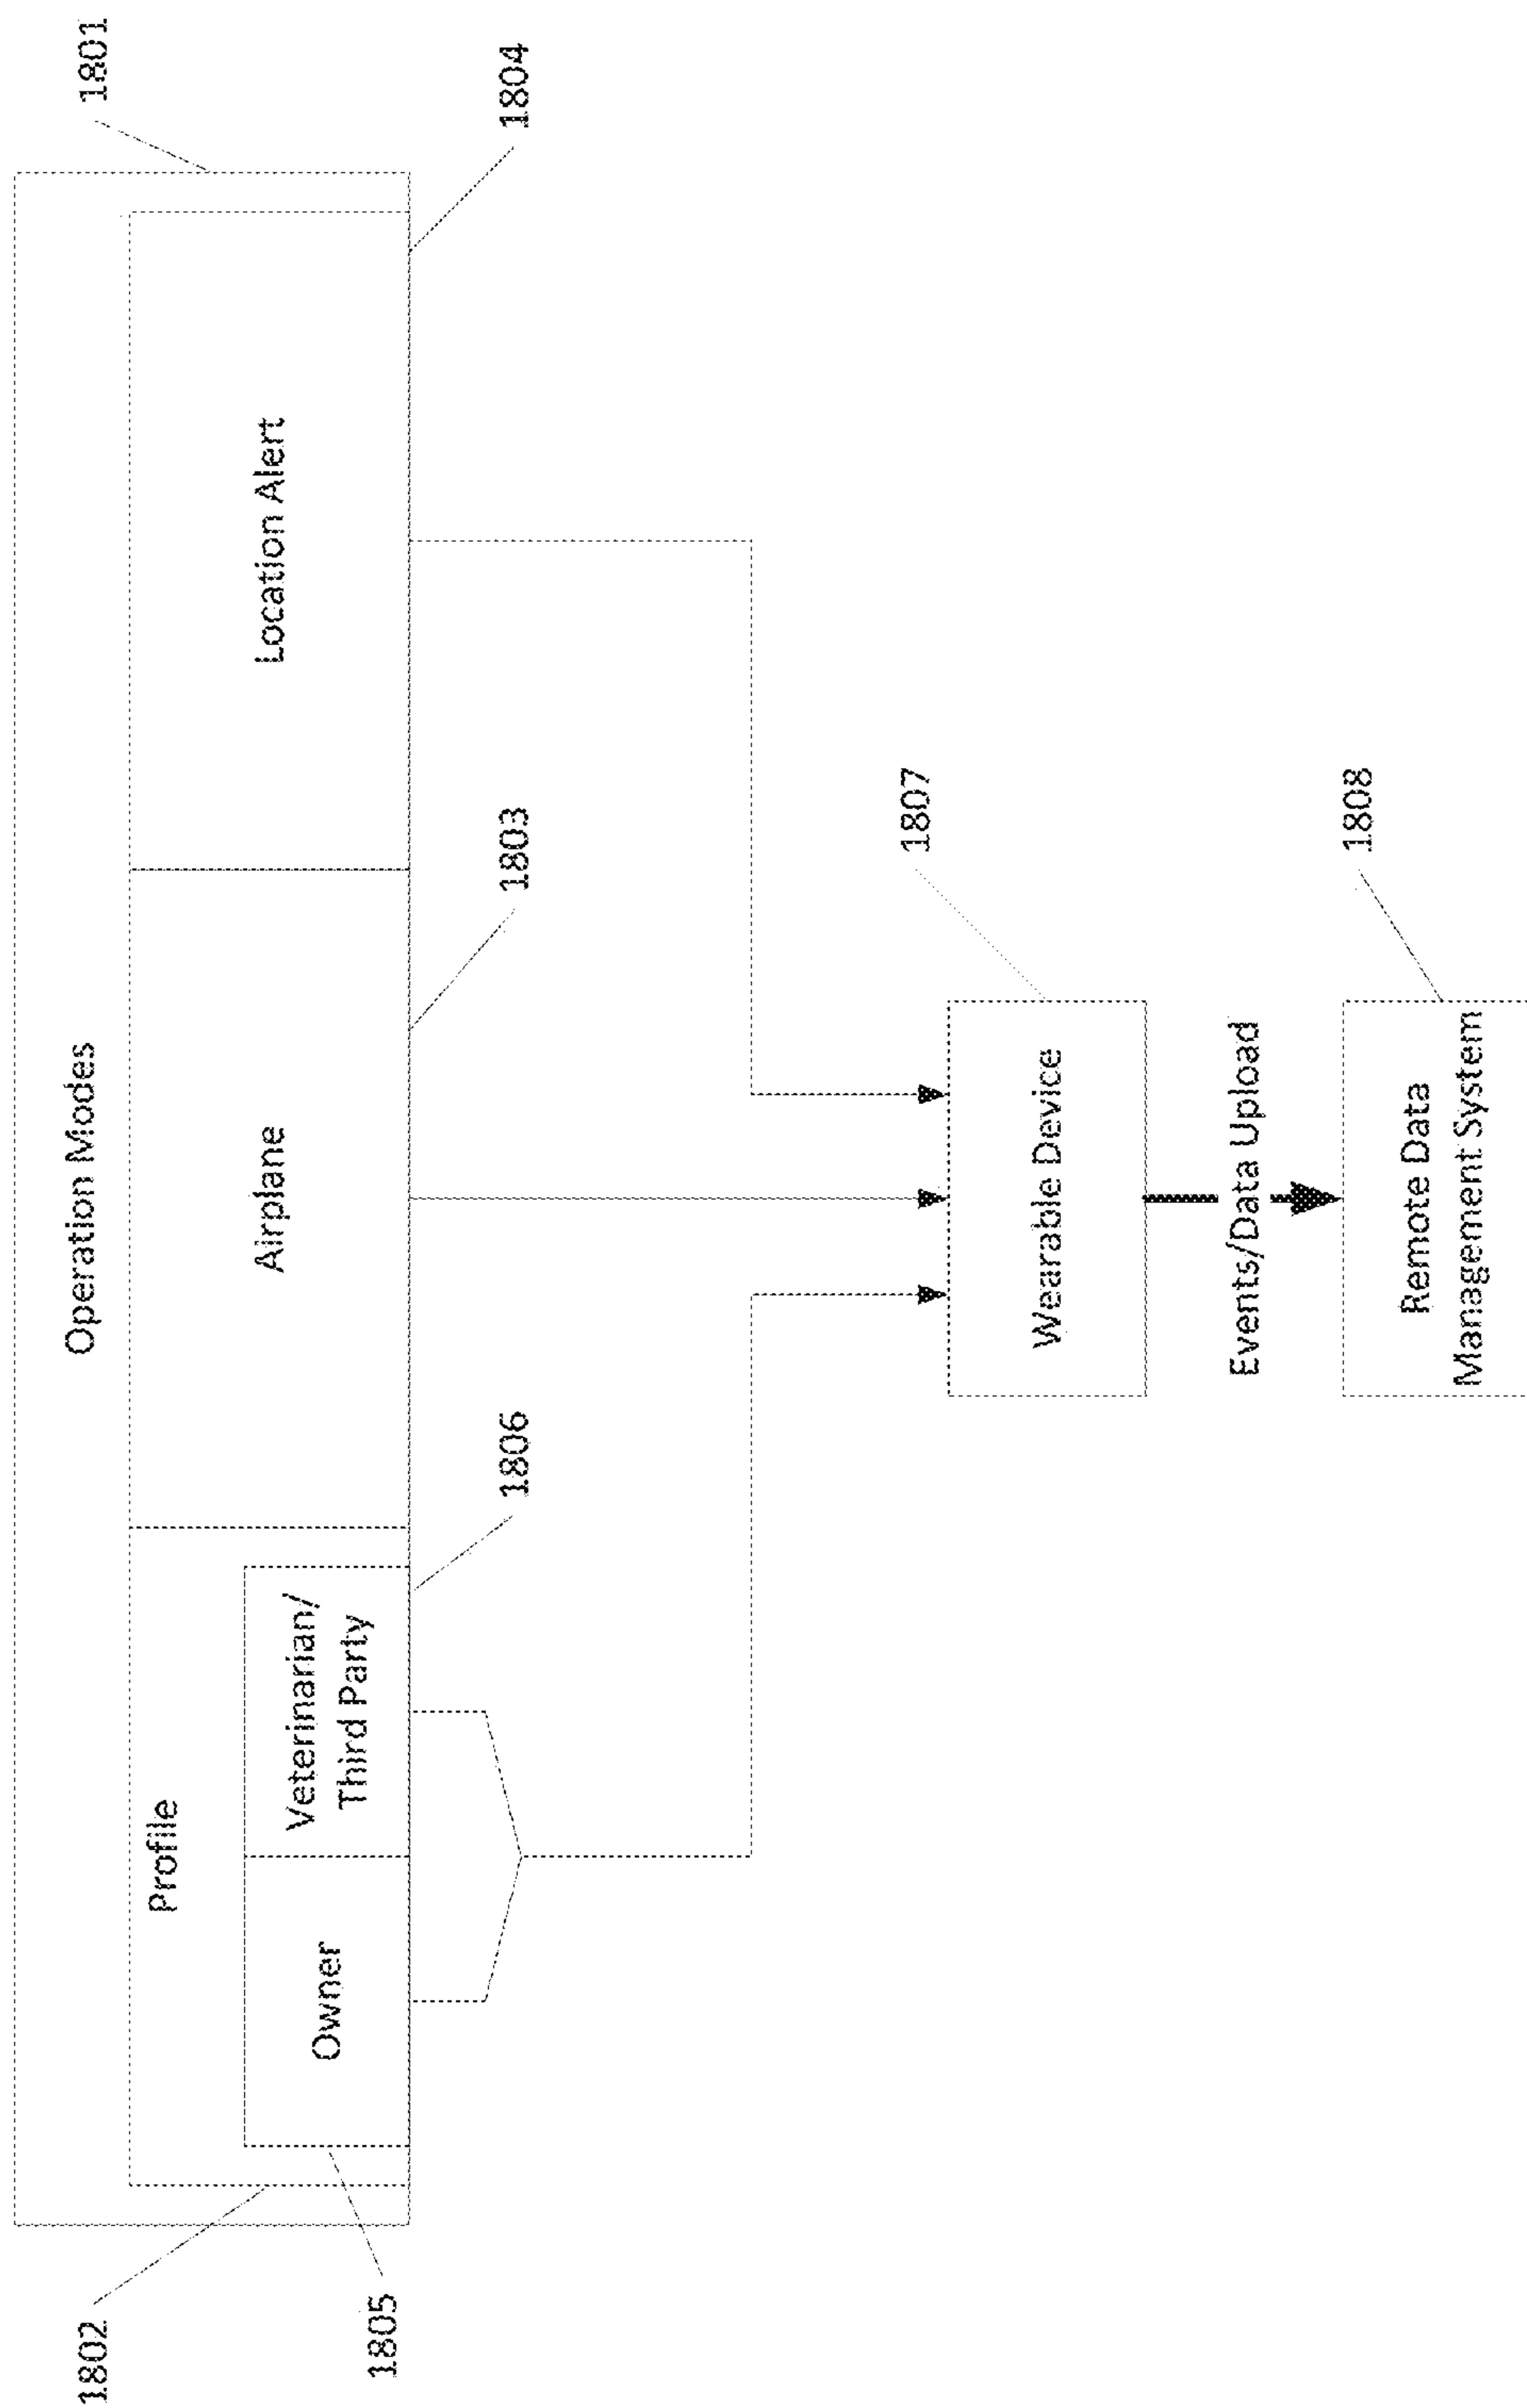 1801
Operation Modes
1802
Profile
Airplane
Location Alert
Owner
Veterinarian/
Third Party
1805
1806
1803
1804
Wearable Device
1807
Events/Data Upload
Remote Data
Management System
1808